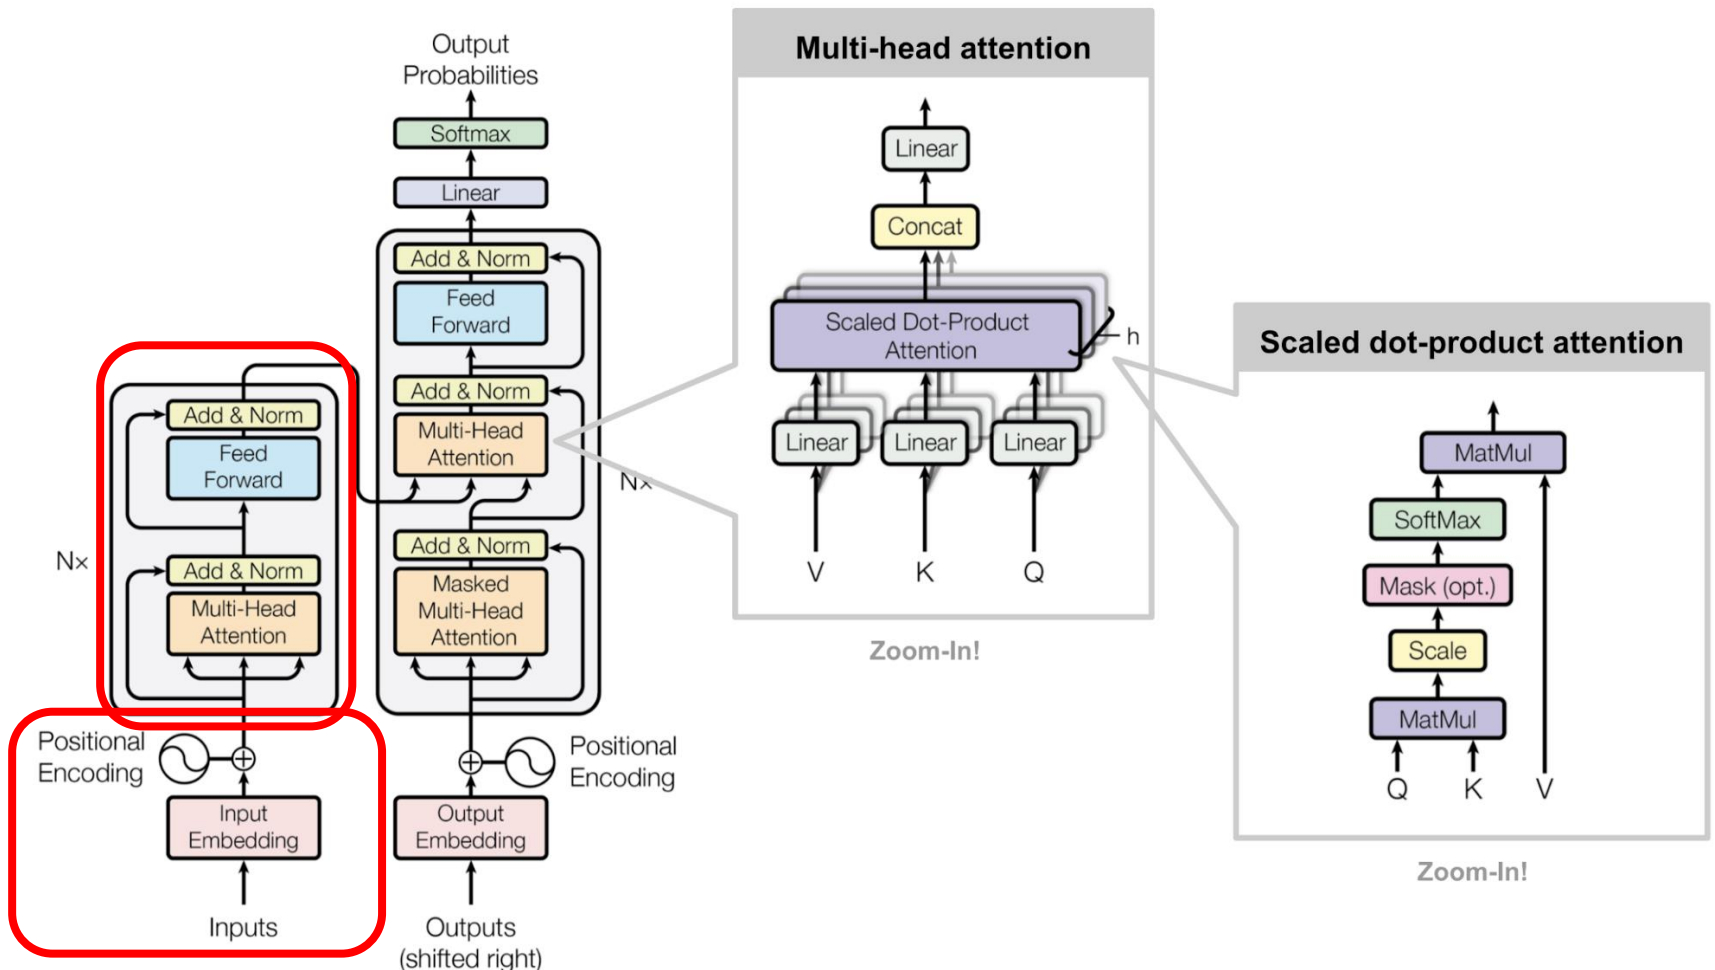 Output
Probabilities
Softmax
Linear
Add & Norm
Feed
Forward
Add & Norm
Multi-Head
Attention
Nx
Add & Norm
Masked
Multi-Head
Attention
Positional
Encoding
Output
Embedding
Outputs
(shifted right)
Add & Norm
Feed
Forward
Nx
Add & Norm
Multi-Head
Attention
Positional
Encoding
Input
Embedding
Inputs
Multi-head attention
Linear
Concat
Scaled Dot-Product
Attention
h
Linear
Linear
Linear
V
K
Q
Zoom-In!
Scaled dot-product attention
MatMul
SoftMax
Mask (opt.)
Scale
MatMul
Q
K
V
Zoom-In!